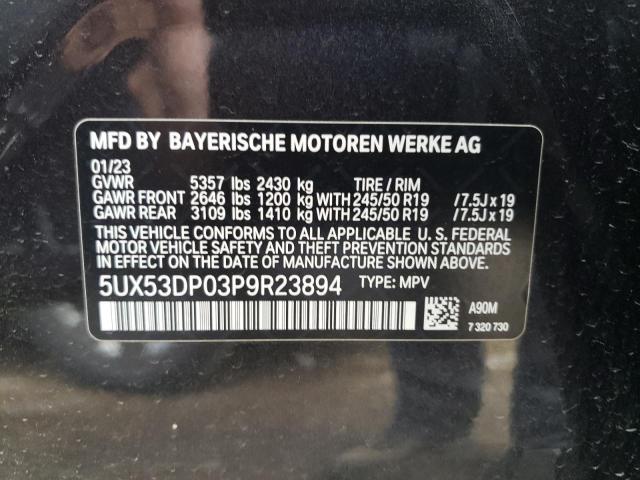 MFD BY BAYERISCHE MOTOREN WERKE AG
01/23
GVWR 5357 lbs 2430 kg TIRE / RIM
GAWR FRONT 2646 lbs 1200 kg WITH 245/50 R19 / 7.5J x 19
GAWR REAR 3109 lbs 1410 kg WITH 245/50 R19 / 7.5J x 19
THIS VEHICLE CONFORMS TO ALL APPLICABLE U. S. FEDERAL
MOTOR VEHICLE SAFETY AND THEFT PREVENTION STANDARDS
IN EFFECT ON THE DATE OF MANUFACTURE SHOWN ABOVE.
5UX53DP03P9R23894 TYPE: MPV
A90M
7 320 730